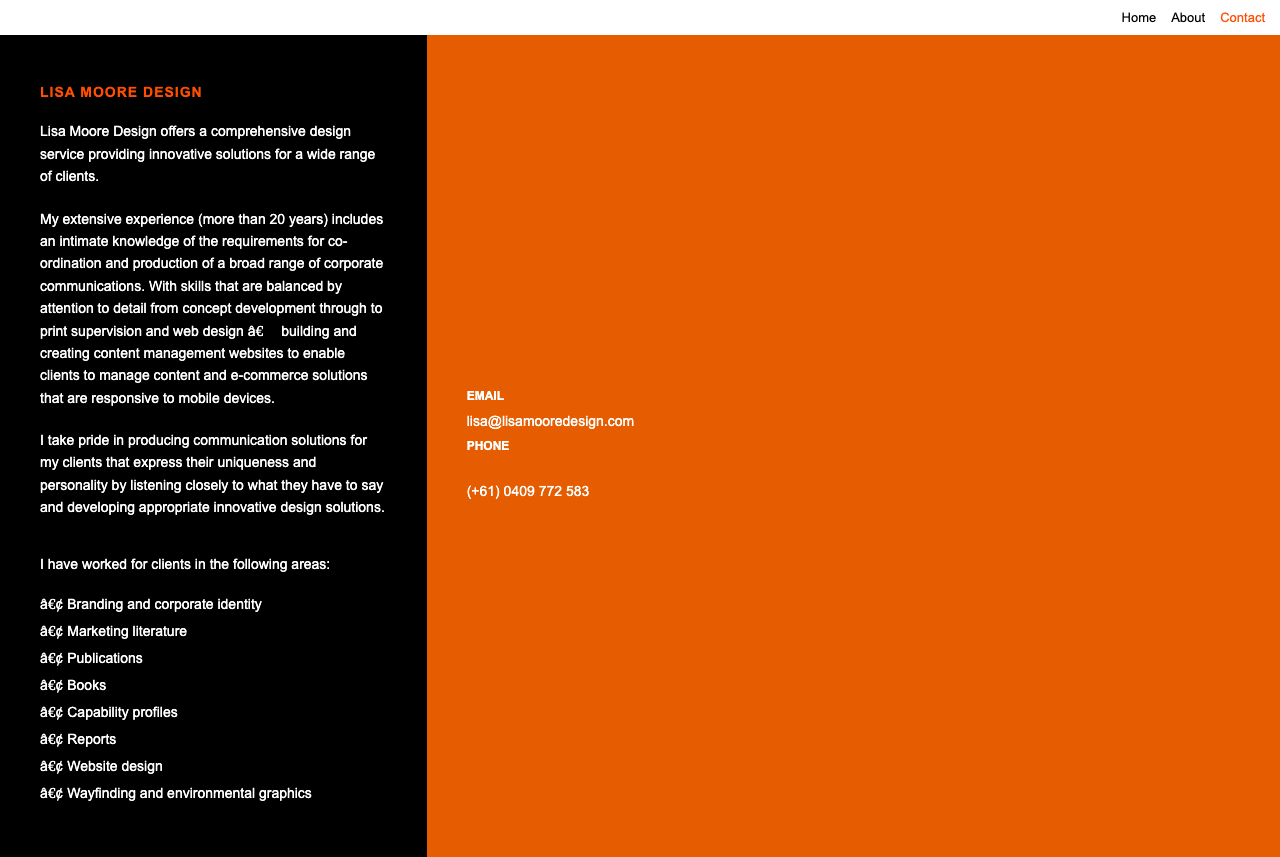 Home About Contact
LISA MOORE DESIGN
Lisa Moore Design offers a comprehensive design
service providing innovative solutions for a wide range
of clients.
My extensive experience (more than 20 years) includes
an intimate knowledge of the requirements for co-
ordination and production of a broad range of corporate
communications. With skills that are balanced by
attention to detail from concept development through to
print supervision and web design â€ building and
creating content management websites to enable
clients to manage content and e-commerce solutions
that are responsive to mobile devices.
I take pride in producing communication solutions for
my clients that express their uniqueness and
personality by listening closely to what they have to say
and developing appropriate innovative design solutions.
I have worked for clients in the following areas:
â€¢ Branding and corporate identity
â€¢ Marketing literature
â€¢ Publications
â€¢ Books
â€¢ Capability profiles
â€¢ Reports
â€¢ Website design
â€¢ Wayfinding and environmental graphics
EMAIL
lisa@lisamooredesign.com
PHONE
(+61) 0409 772 583